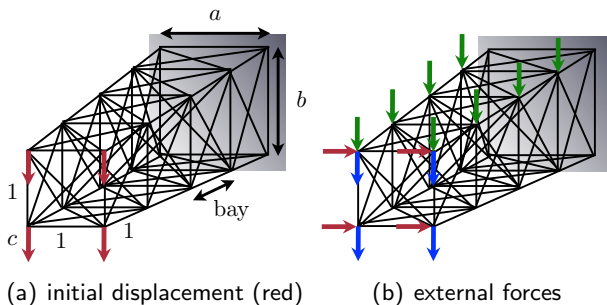 a
b
1
c
1
1
bay
(a) initial displacement (red)
(b) external forces